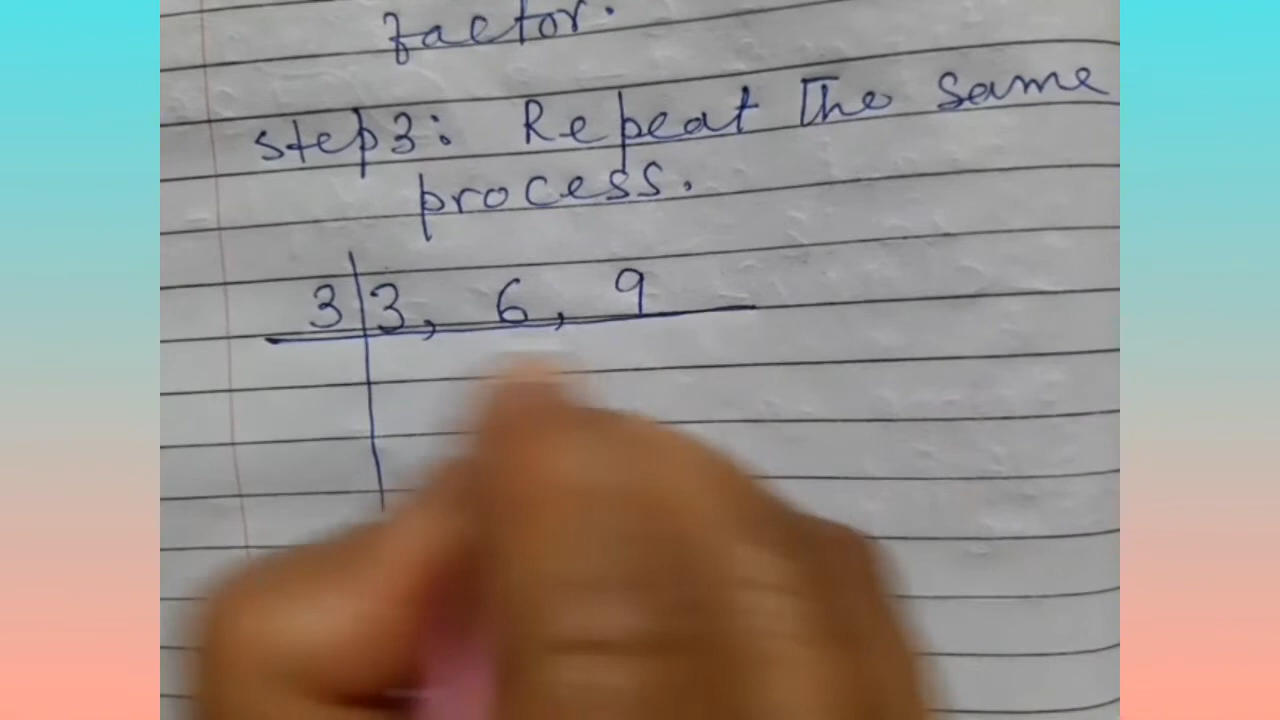 factor.
step3: Repeat The same
process.
3 3, 6, 9